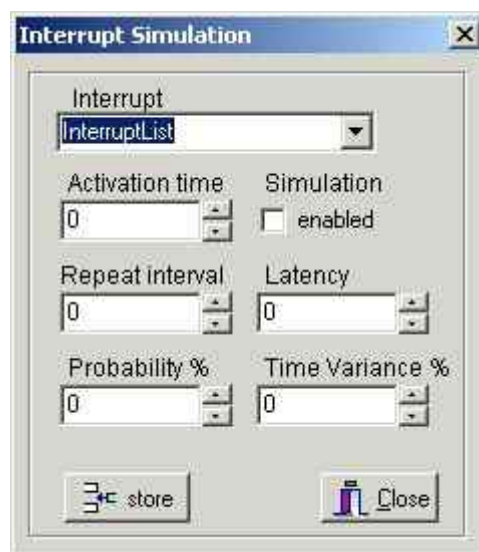 Interrupt Simulation
Interrupt
InterruptList
Activation time Simulation
0 enabled
Repeat interval Latency
0 0
Probability % Time Variance %
0 0
store Close